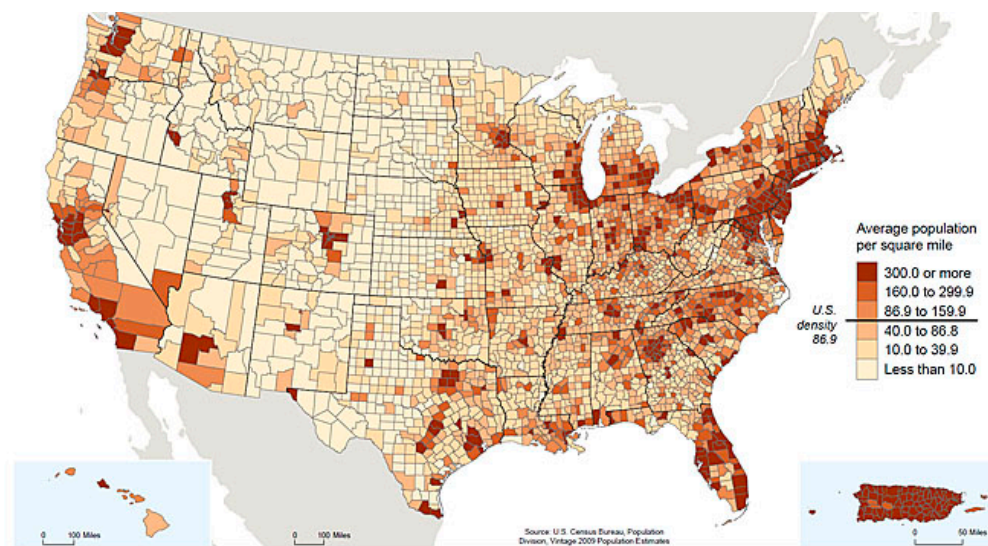 Average population
per square mile
300.0 or more
160.0 to 299.9
86.9 to 159.9
U.S.
density
86.9
40.0 to 86.8
10.0 to 39.9
Less than 10.0
0 100 Miles
0 100 Miles
Source: U.S. Census Bureau, Population
Division, Vintage 2009 Population Estimates
0 50 Miles